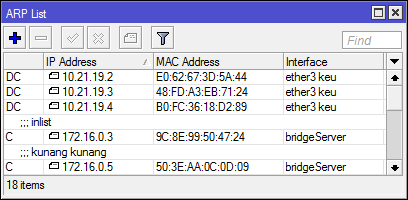 ARP List
Find
IP Address MAC Address Interface
DC 10.21.19.2 E0:62:67:3D:5A:44 ether3 keu
DC 10.21.19.3 48:FD:A3:EB:71:24 ether3 keu
DC 10.21.19.4 B0:FC:36:18:D2:89 ether3 keu
;;; inlist
C 172.16.0.3 9C:8E:99:50:47:24 bridgeServer
;;; kunang kunang
C 172.16.0.5 50:3E:AA:0C:0D:09 bridgeServer
18 items